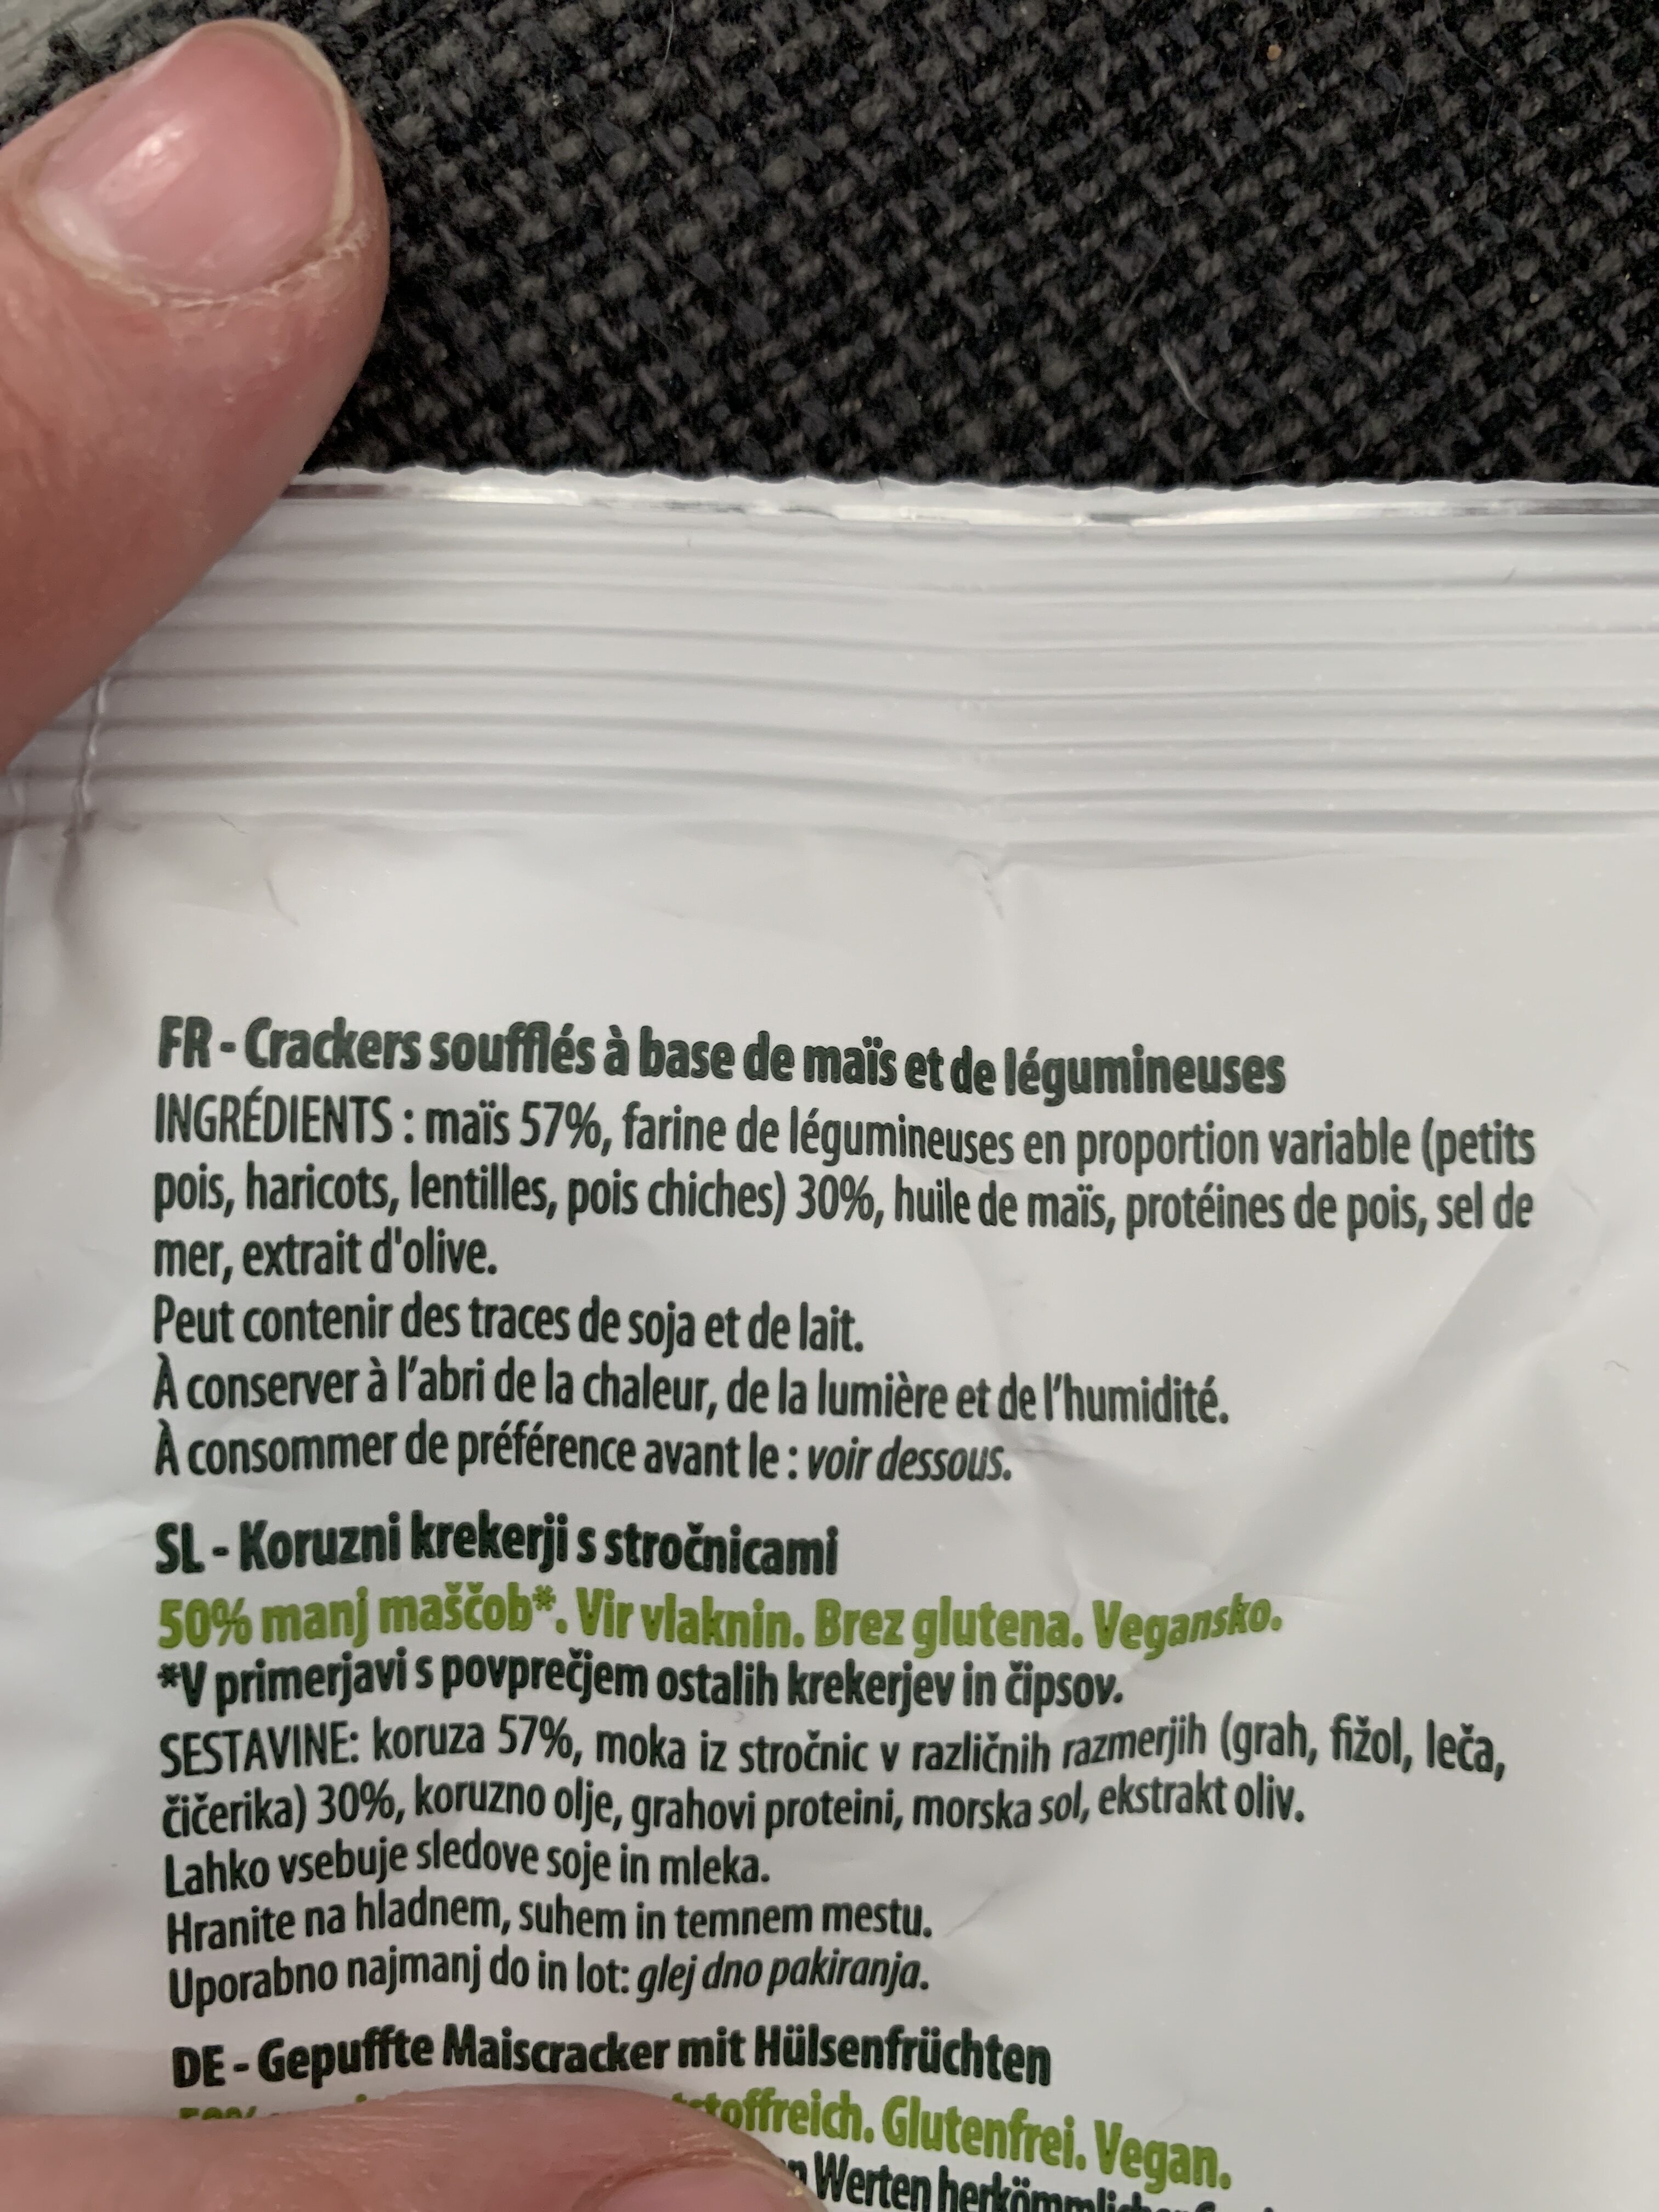 FR - Crackers soufflés à base de maïs et de légumineuses
INGRÉDIENTS : maïs 57%, farine de légumineuses en proportion variable (petits
pois, haricots, lentilles, pois chiches) 30%, huile de maïs, protéines de pois, sel de
mer, extrait d'olive.
Peut contenir des traces de soja et de lait.
À conserver à l'abri de la chaleur, de la lumière et de l'humidité.
À consommer de préférence avant le : voir dessous.
SL - Koruzni krekerji s stročnicami
50% manj maščob*. Vir vlaknin. Brez glutena. Vegansko.
*V primerjavi s povprečjem ostalih krekerjev in čipsov.
SESTAVINE: koruza 57%, moka iz stročnic v različnih razmerjih (grah, fižol, leča,
čičerika) 30%, koruzno olje, grahovi proteini, morska sol, ekstrakt oliv.
Lahko vsebuje sledove soje in mleka.
Hranite na hladnem, suhem in temnem mestu.
Uporabno najmanj do in lot: glej dno pakiranja.
DE - Gepuffte Maiscracker mit Hülsenfrüchten
Glutenfrei. Vegan.
Werten